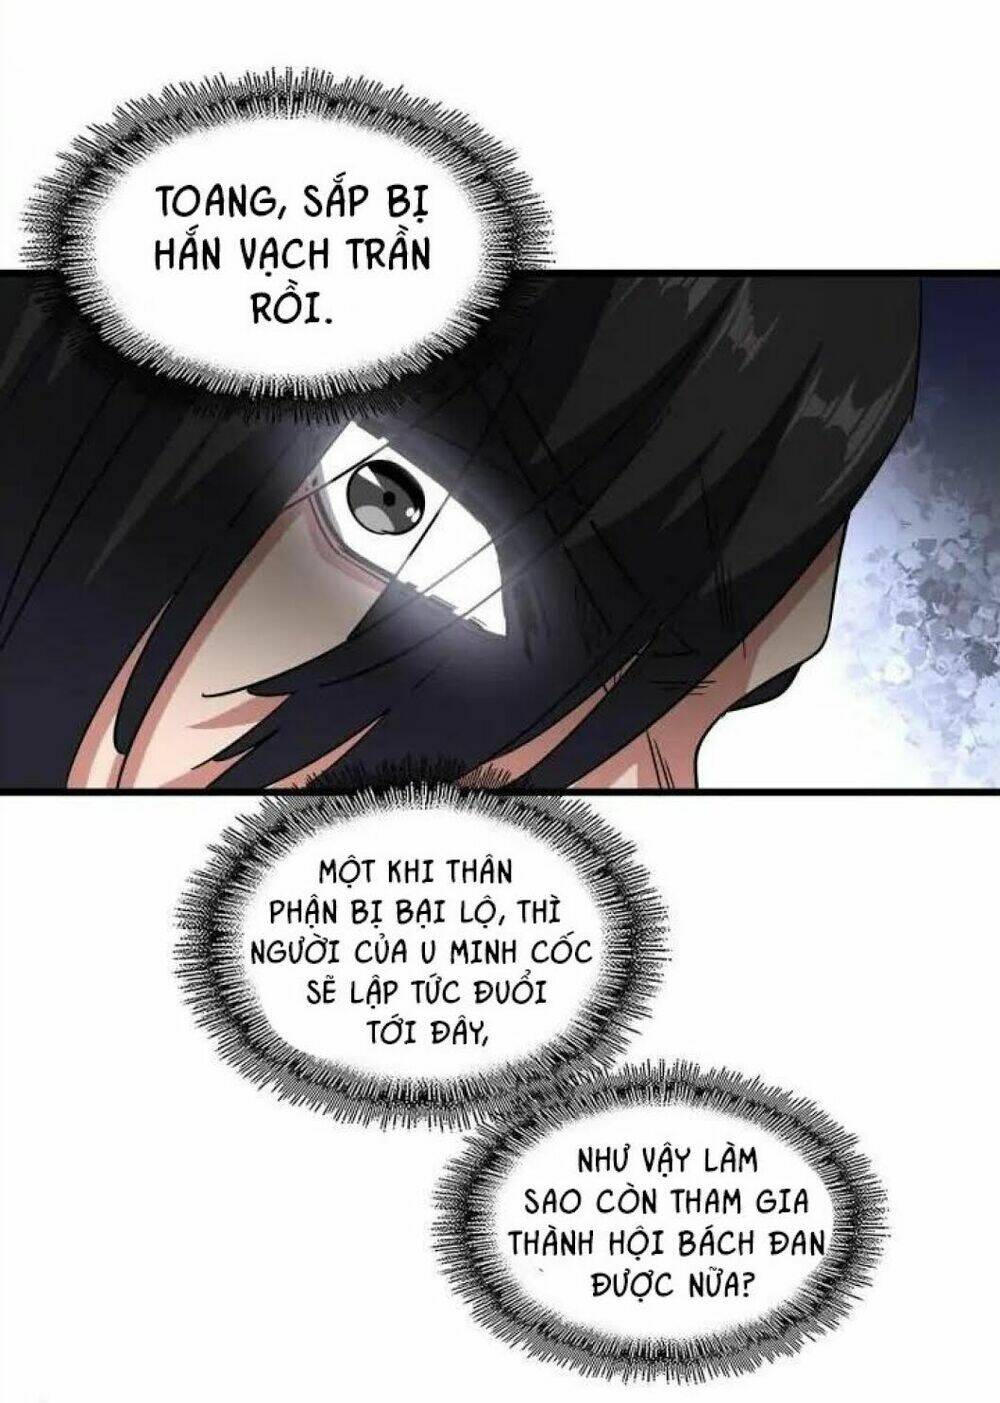 TOANG, SẮP BỊ
HẮN VẠCH TRẦN
RỒI.
MỘT KHI THÂN
PHẬN BỊ BẠI LỘ, THÌ
NGƯỜI CỦA U MINH CỐC
SẼ LẬP TỨC ĐUỔI
TỚI ĐÂY,
NHƯ VẬY LÀM
SAO CÒN THAM GIA
THÀNH HỘI BÁCH ĐAN
ĐƯỢC NỮA?